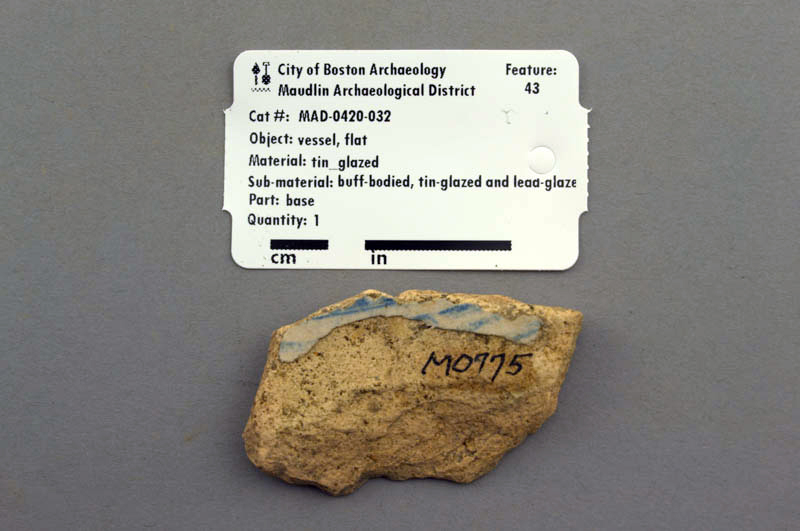 City of Boston Archaeology
Maudlin Archaeological District
Feature:
43
Cat #: MAD-0420-032
Object: vessel, flat
Material: tin_glazed
Sub-material: buff-bodied, tin-glazed and lead-glaze
Part: base
Quantity: 1
cm in
M0775